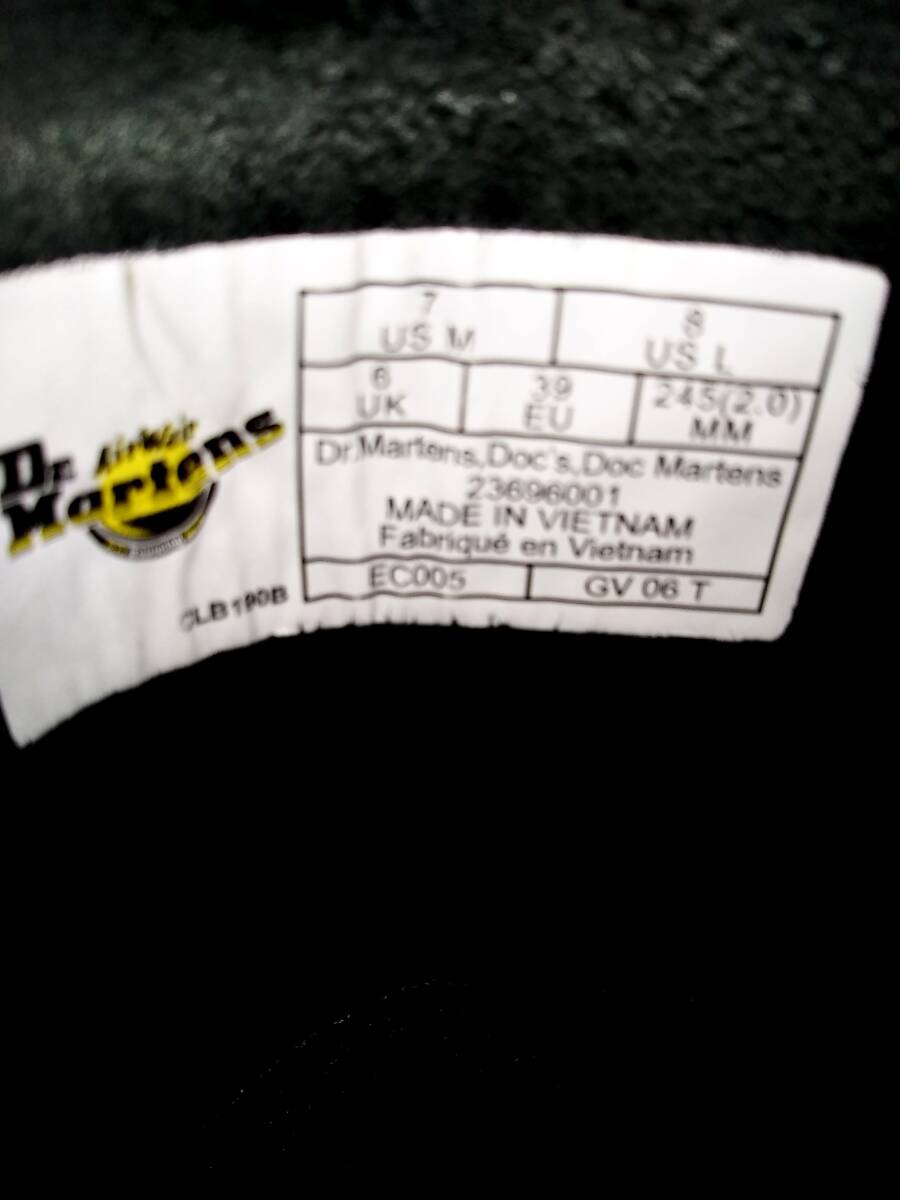 Dr. AirWair
Martens
CLB190B
7
US M
8
US L
6
UK
39
EU
245(2.0)
MM
Dr.Martens,Doc's,Doc Martens
23696001
MADE IN VIETNAM
Fabriqué en Vietnam
EC005
GV 06 T